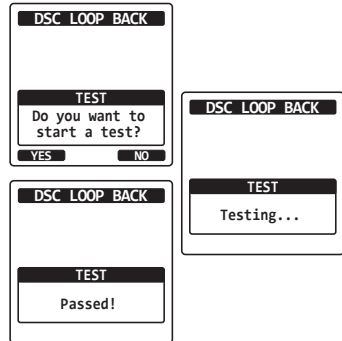 DSC LOOP BACK
TEST
Do you want to
start a test?
YES NO
DSC LOOP BACK
TEST
Testing...
DSC LOOP BACK
TEST
Passed!